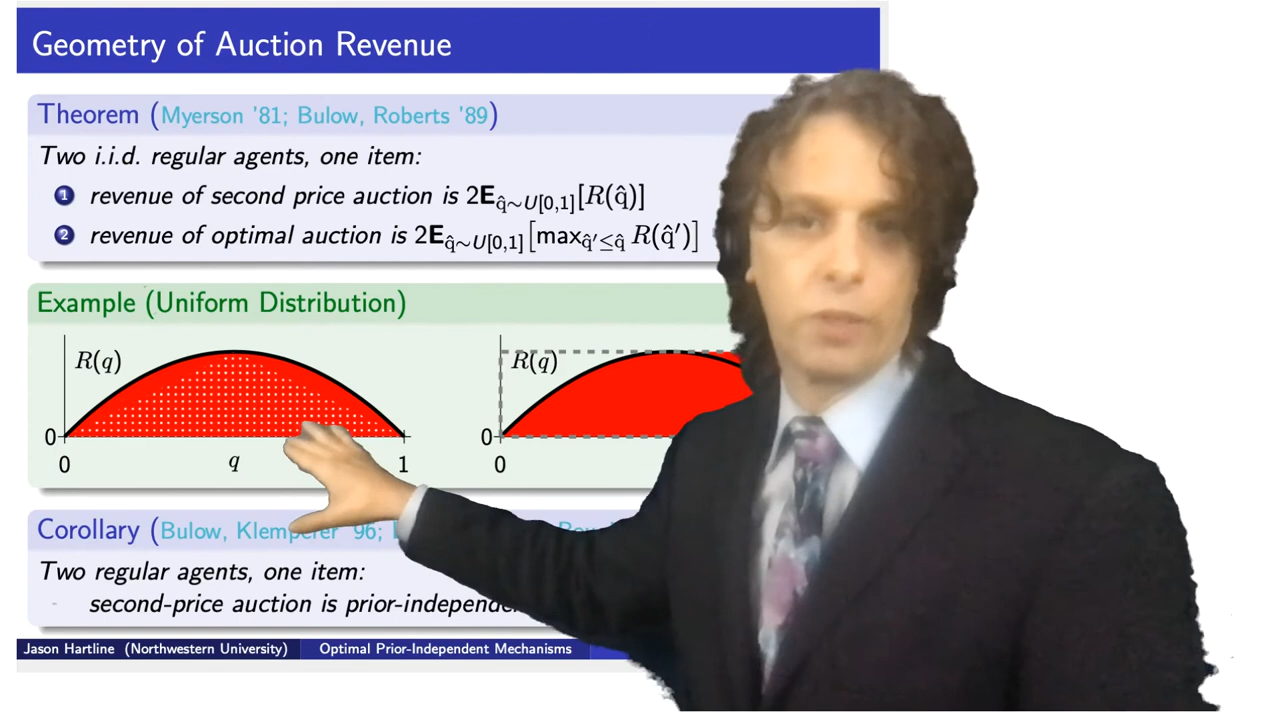 Geometry of Auction Revenue
Theorem (Myerson '81; Bulow, Roberts '89)
Two i.i.d. regular agents, one item:
1 revenue of second price auction is 2E_{q̂∼U[0,1]}[R(q̂)]
2 revenue of optimal auction is 2E_{q̂∼U[0,1]}[max_{q̂′≤q̂} R(q̂′)]
Example (Uniform Distribution)
R(q)
R(q)
0
0
0 q 1
0
Corollary (Bulow, Klemperer '96;
Two regular agents, one item:
second-price auction is
Jason Hartline (Northwestern University) Optimal Prior-Independent Mechanisms